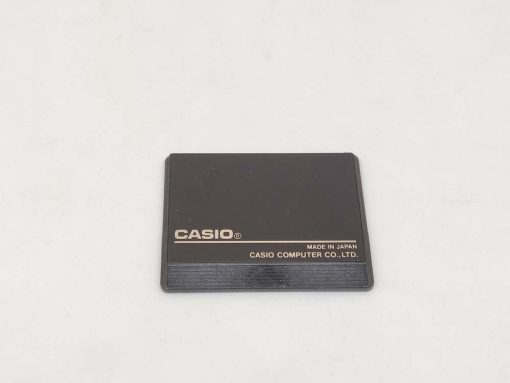 CASIO®
MADE IN JAPAN
CASIO COMPUTER CO.,LTD.